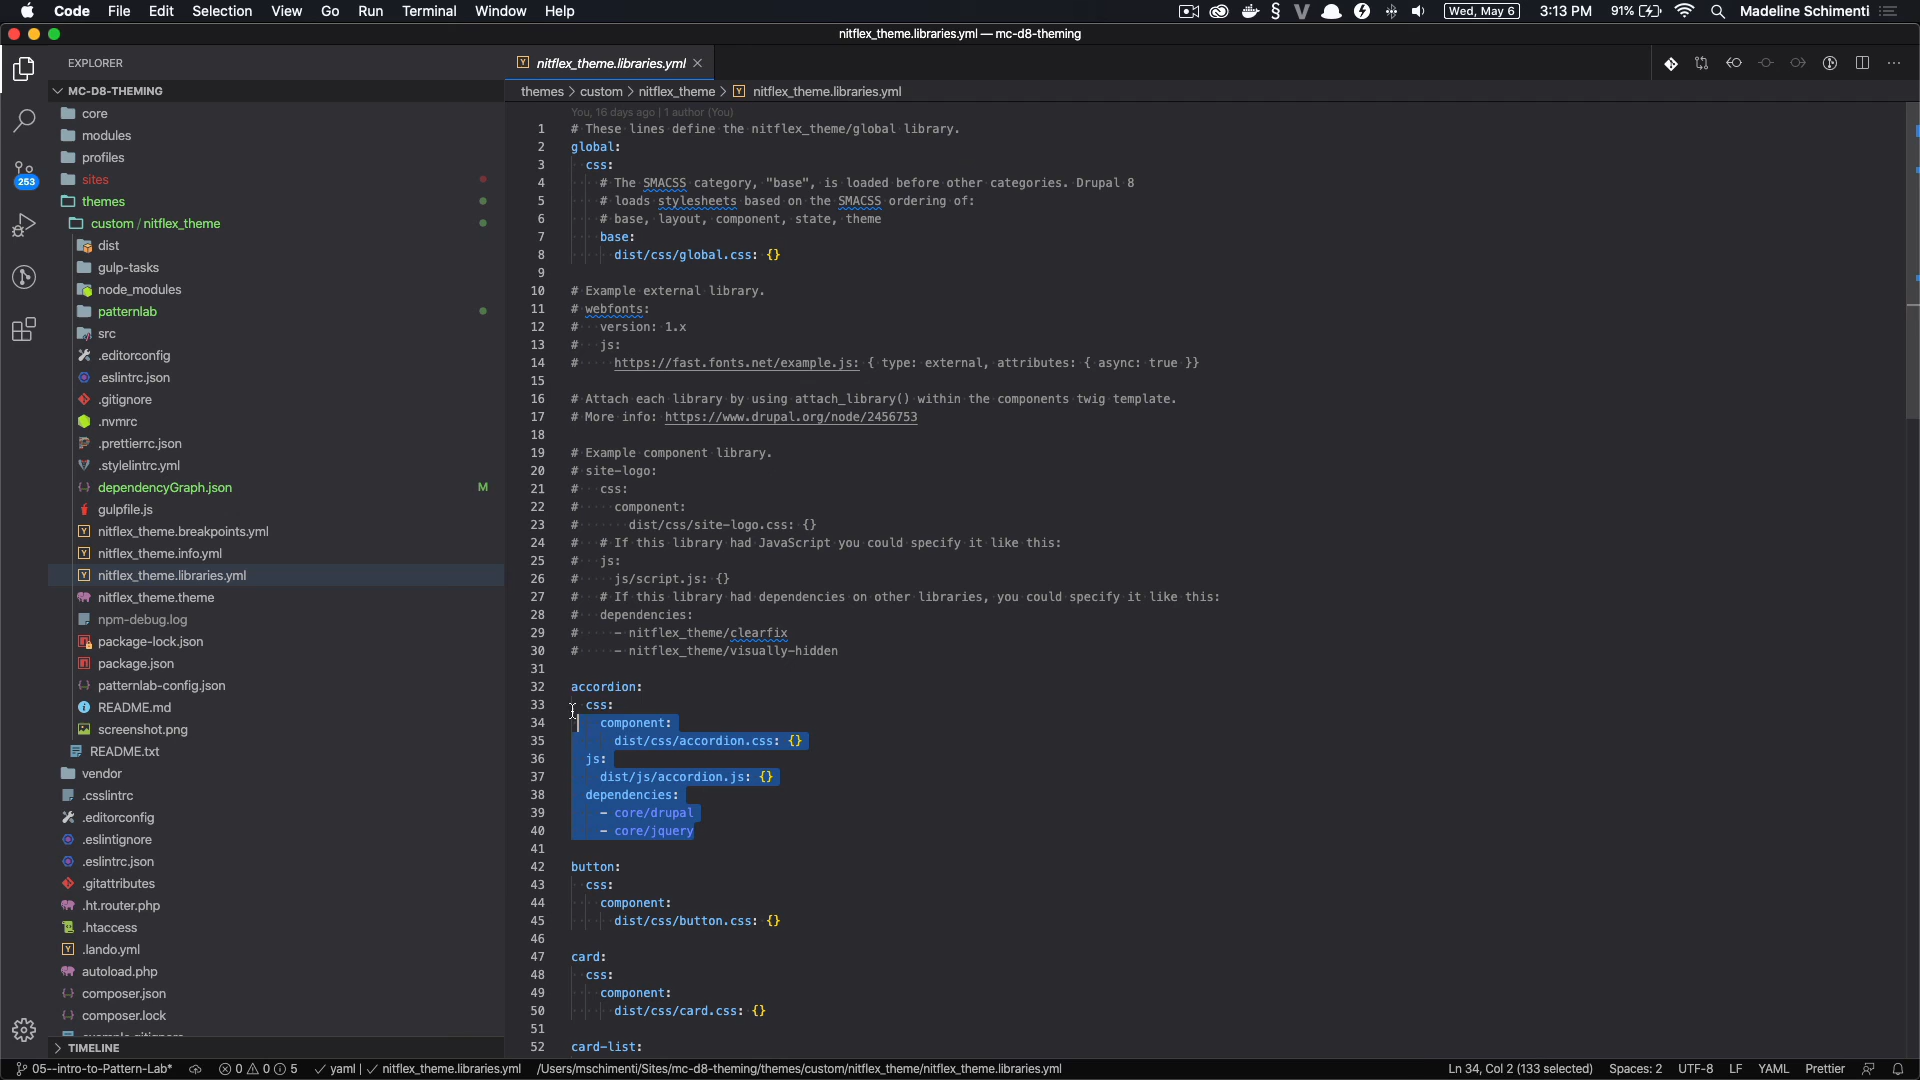 Code File Edit Selection View Go Run Terminal Window Help
Wed, May 6 3:13 PM 91% Madeline Schimenti
nitflex_theme.libraries.yml — mc-d8-theming
EXPLORER
MC-D8-THEMING
core
modules
profiles
253
sites
themes
custom / nitflex_theme
dist
gulp-tasks
node_modules
patternlab
src
.editorconfig
.eslintrc.json
.gitignore
.nvmrc
.prettierrc.json
.stylelintrc.yml
dependencyGraph.json M
gulpfile.js
nitflex_theme.breakpoints.yml
nitflex_theme.info.yml
nitflex_theme.libraries.yml
nitflex_theme.theme
npm-debug.log
package-lock.json
package.json
patternlab-config.json
README.md
screenshot.png
README.txt
vendor
.csslintrc
.editorconfig
.eslintignore
.eslintrc.json
.gitattributes
.ht.router.php
.htaccess
.lando.yml
autoload.php
composer.json
composer.lock
TIMELINE
nitflex_theme.libraries.yml
themes > custom > nitflex_theme > nitflex_theme.libraries.yml
You, 16 days ago | 1 author (You)
1 # These lines define the nitflex_theme/global library.
2 global:
3 css:
4 # The SMACSS category, "base", is loaded before other categories. Drupal 8
5 # loads stylesheets based on the SMACSS ordering of:
6 # base, layout, component, state, theme
7 base:
8 dist/css/global.css: {}
9
10 # Example external library.
11 # webfonts:
12 # version: 1.x
13 # js:
14 # https://fast.fonts.net/example.js: { type: external, attributes: { async: true }}
15
16 # Attach each library by using attach_library() within the components twig template.
17 # More info: https://www.drupal.org/node/2456753
18
19 # Example component library.
20 # site-logo:
21 # css:
22 # component:
23 # dist/css/site-logo.css: {}
24 # # If this library had JavaScript you could specify it like this:
25 # js:
26 # js/script.js: {}
27 # # If this library had dependencies on other libraries, you could specify it like this:
28 # dependencies:
29 # - nitflex_theme/clearfix
30 # - nitflex_theme/visually-hidden
31
32 accordion:
33 css:
34 component:
35 dist/css/accordion.css: {}
36 js:
37 dist/js/accordion.js: {}
38 dependencies:
39 - core/drupal
40 - core/jquery
41
42 button:
43 css:
44 component:
45 dist/css/button.css: {}
46
47 card:
48 css:
49 component:
50 dist/css/card.css: {}
51
52 card-list:
05--intro-to-Pattern-Lab* 0 0 5 yaml | nitflex_theme.libraries.yml /Users/mschimenti/Sites/mc-d8-theming/themes/custom/nitflex_theme/nitflex_theme.libraries.yml Ln 34, Col 2 (133 selected) Spaces: 2 UTF-8 LF YAML Prettier